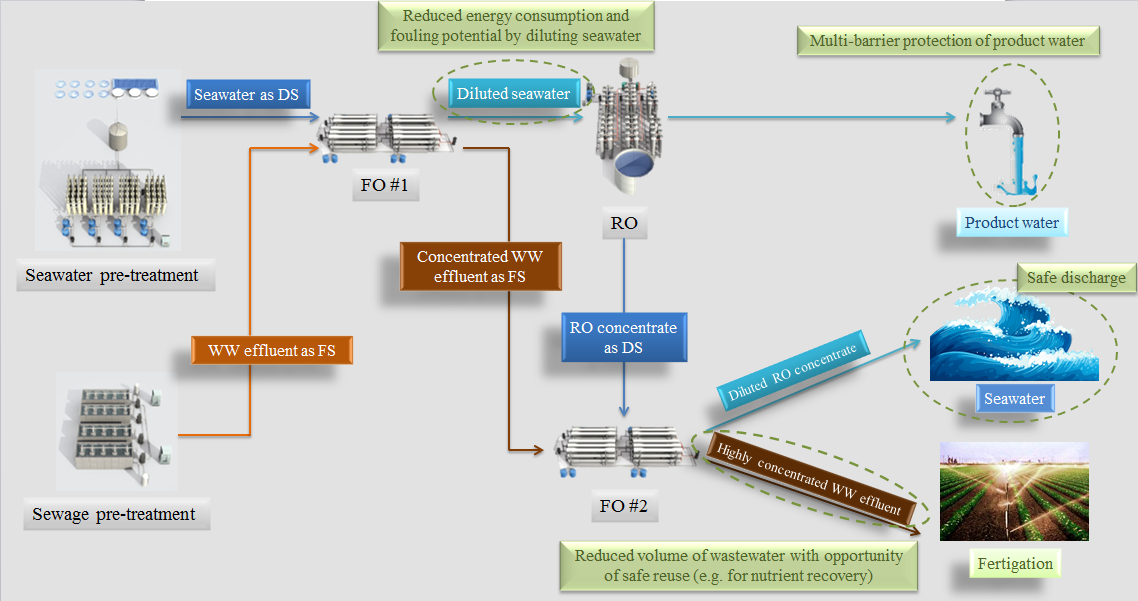 Reduced energy consumption and
fouling potential by diluting seawater
Multi-barrier protection of product water
Seawater as DS
Diluted seawater
FO #1
RO
Product water
Concentrated WW
effluent as FS
Seawater pre-treatment
Safe discharge
RO concentrate
as DS
WW effluent as FS
Diluted RO concentrate
Seawater
Highly concentrated WW effluent
Sewage pre-treatment
FO #2
Reduced volume of wastewater with opportunity
of safe reuse (e.g. for nutrient recovery)
Fertigation